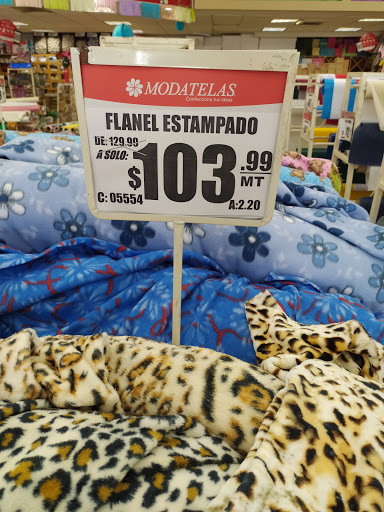 MODATELAS
Confecciona tus ideas
FLANEL ESTAMPADO
DE: 129.99
A SOLO:
$103.99
MT
C: 05554 A:2.20